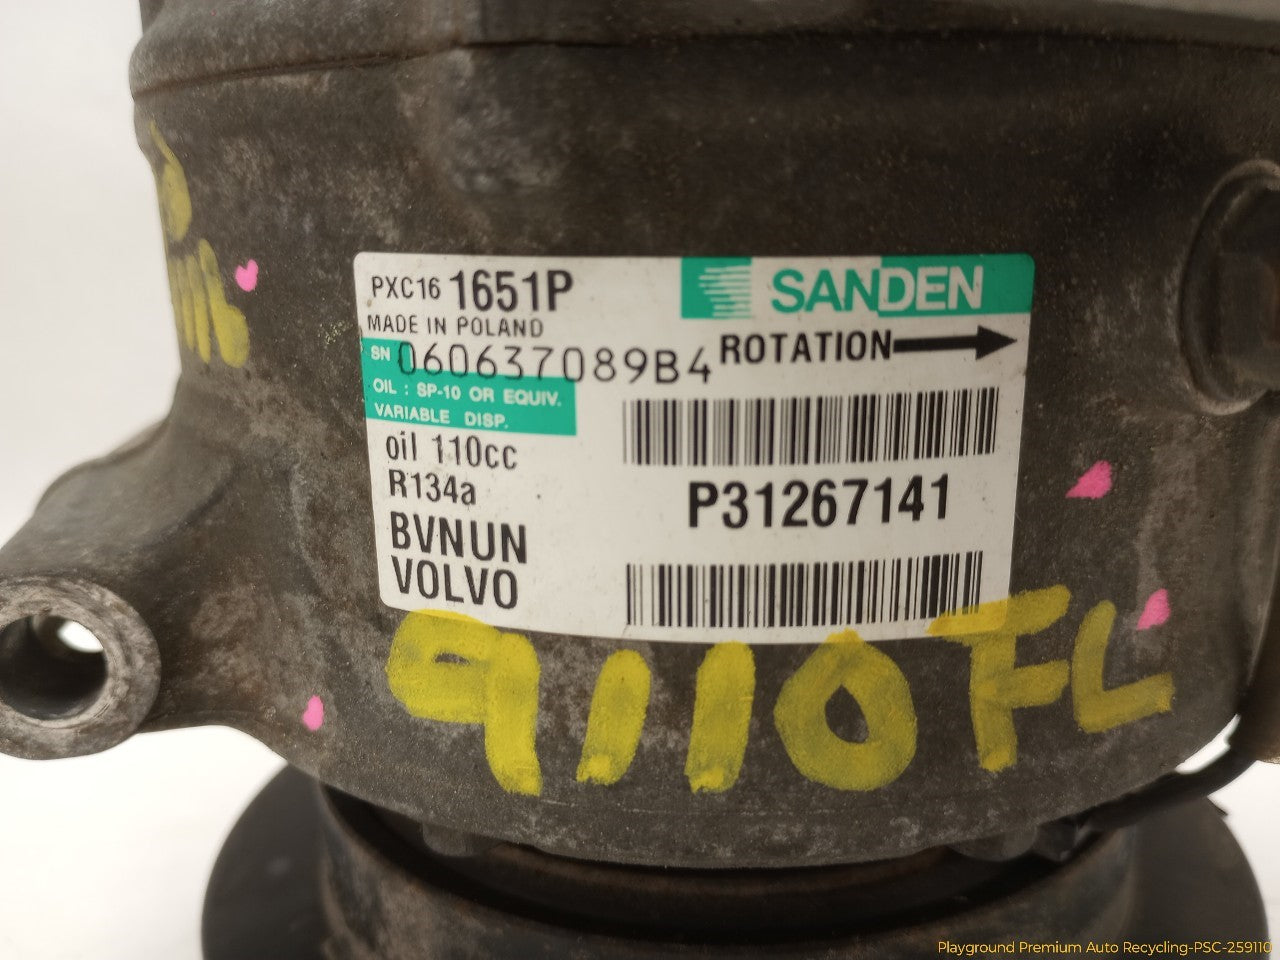 PXC16 1651P
SANDEN
MADE IN POLAND
SN 060637089B4
ROTATION
OIL : SP-10 OR EQUIV.
VARIABLE DISP.
oil 110cc
R134a
P31267141
BVNUN
VOLVO
9110FL
Playground Premium Auto Recycling-PSC-259110